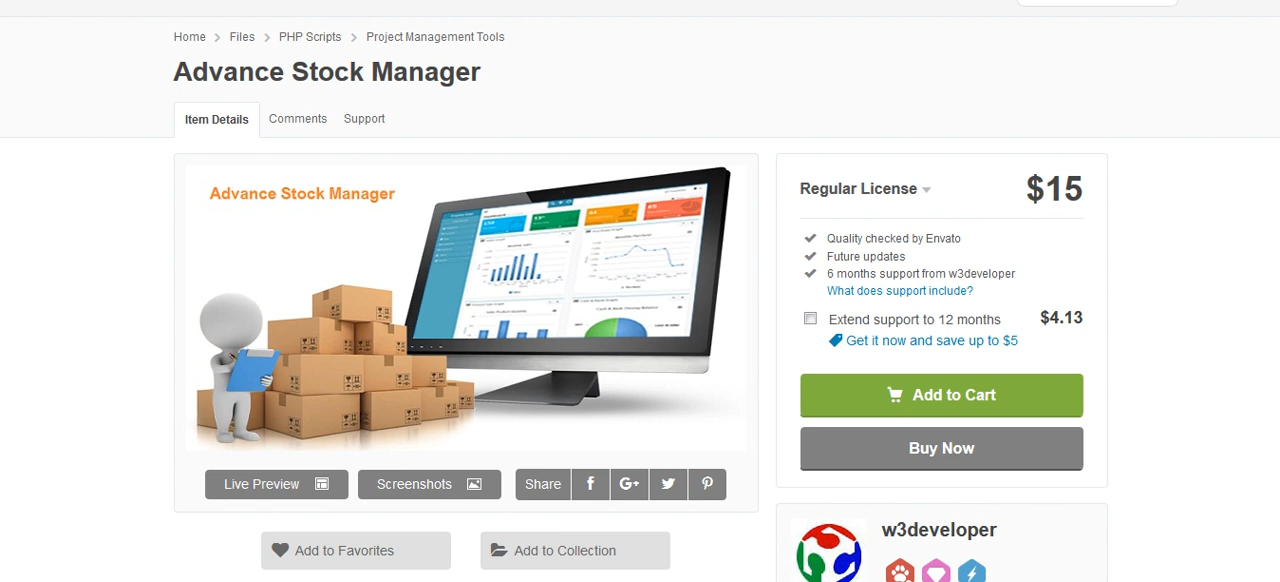 Home > Files > PHP Scripts > Project Management Tools
Advance Stock Manager
Item Details Comments Support
Advance Stock Manager
Live Preview
Screenshots
Share
Add to Favorites
Add to Collection
Regular License $15
Quality checked by Envato
Future updates
6 months support from w3developer
What does support include?
Extend support to 12 months $4.13
Get it now and save up to $5
Add to Cart
Buy Now
w3developer